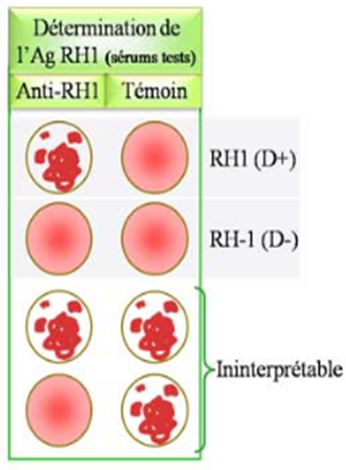 Détermination de
l'Ag RH1 (sérums tests)
Anti-RH1 Témoin
RH1 (D+)
RH-1 (D-)
Ininterprétable